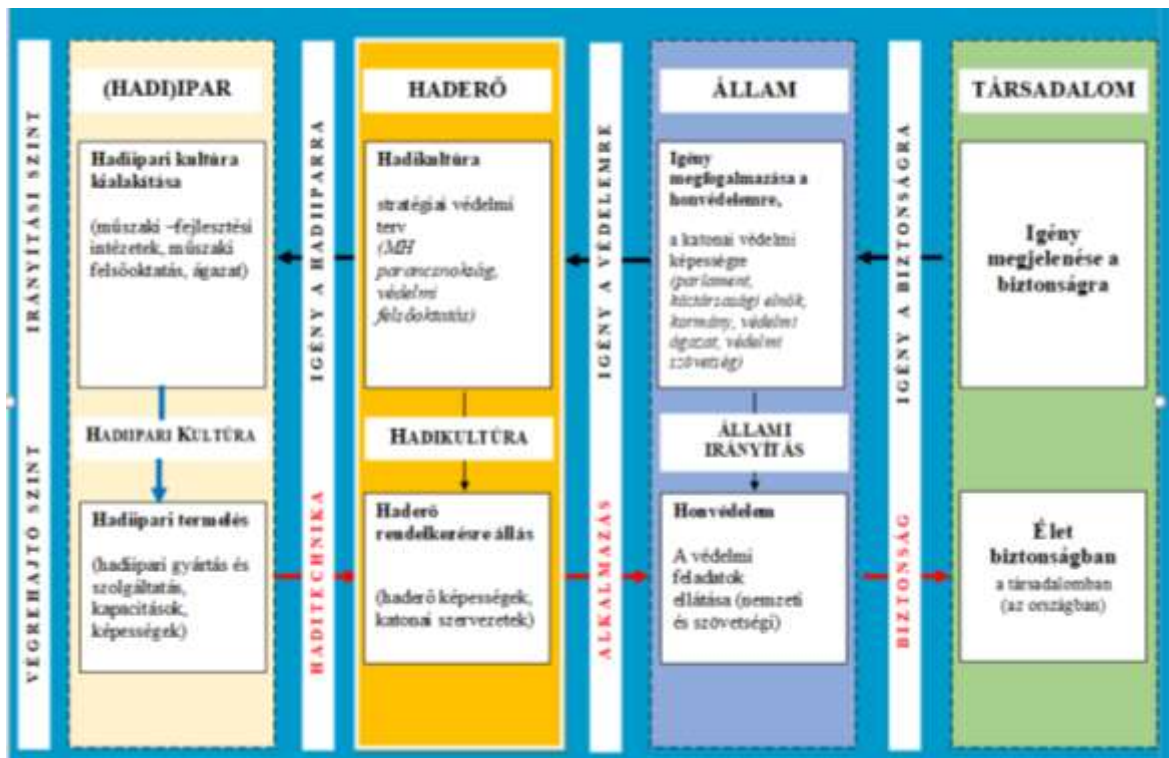 IRÁNYÍTÁSI SZINT
VÉGREHAJTÓ SZINT
(HADI)IPAR
Hadiipari kultúra
kialakítása
(műszaki –fejlesztési
intézetek, műszaki
felsőoktatás, ágazat)
HADIIPARI KULTÚRA
Hadiipari termelés
(hadiipari gyártás és
szolgáltatás,
kapacitások,
képességek)
IGÉNY A HADIIPARRA
HADITECHNIKA
HADERŐ
Hadikultúra
stratégiai védelmi
terv
(MH
parancznokság,
védelmi
felsőoktatás)
HADIKULTÚRA
Haderő
rendelkezésre állás
(haderő képességek,
katonai szervezetek)
IGÉNY A VÉDELEMRE
ALKALMAZÁS
ÁLLAM
Igény
megfogalmazása a
honvédelemre,
a katonai védelmi
képességre
(parlament,
köztársasági elnök,
kormány, védelmi
ágazat, védelmi
szövetség)
ÁLLAMI
IRÁNYÍTÁS
Honvédelem
A védelmi
feladatok
ellátása (nemzeti
és szövetségi)
IGÉNY A BIZTONSÁGRA
BIZTONSÁG
TÁRSADALOM
Igény
megjelenése a
biztonságra
Élet
biztonságban
a társadalomban
(az országban)